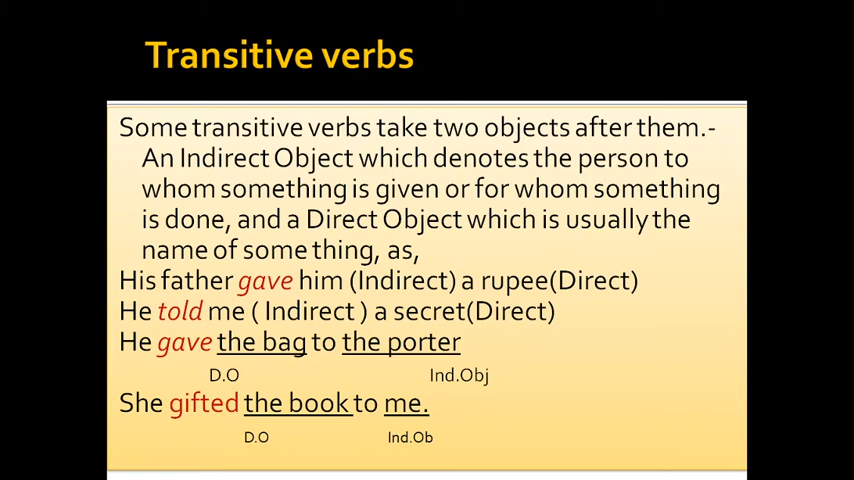 Transitive verbs
Some transitive verbs take two objects after them.-
An Indirect Object which denotes the person to
whom something is given or for whom something
is done, and a Direct Object which is usually the
name of some thing, as,
His father gave him (Indirect) a rupee(Direct)
He told me ( Indirect ) a secret(Direct)
He gave the bag to the porter
D.O Ind.Obj
She gifted the book to me.
D.O Ind.Ob